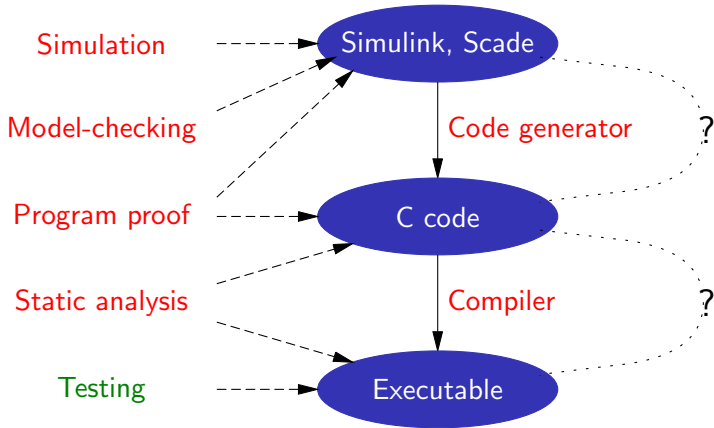 Simulation
Simulink, Scade
Model-checking
Code generator
?
Program proof
C code
Static analysis
Compiler
?
Testing
Executable